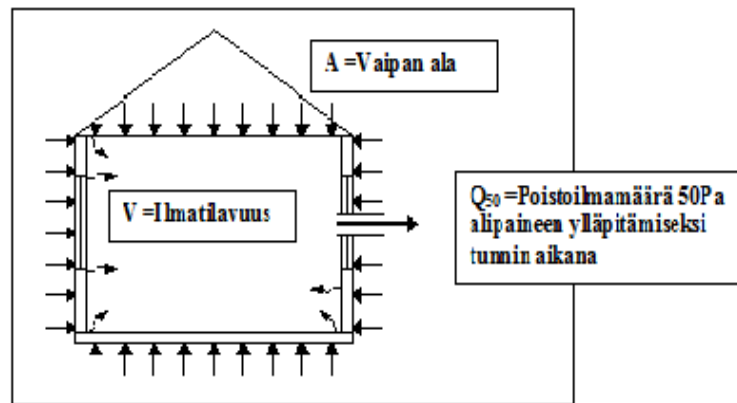 A =Vaipan ala
V =Ilmatilavuus
Q50 =Poistoilmamäärä 50Pa
alipaineen ylläpitämiseksi
tunnin aikana